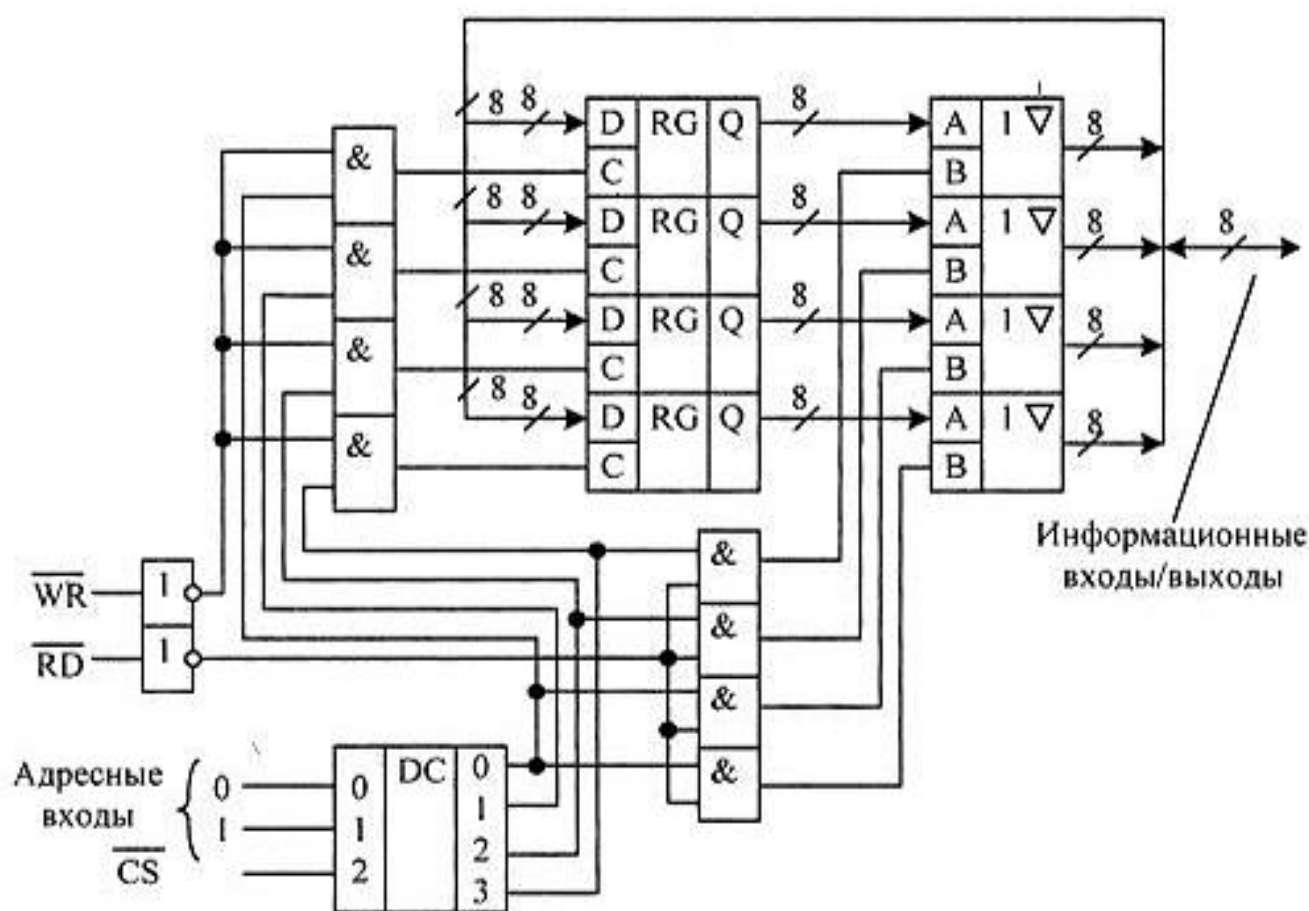 8 8 8 8
D RG Q A 1 ▽
& C B
8 8 8 8 8
D RG Q A 1 ▽
& C B
8 8 8 8
D RG Q A 1 ▽
& C B
8 8 8 8
D RG Q A 1 ▽
& C B
Информационные
входы/выходы
&
WR 1
&
RD 1
&
&
Адресные
входы
0 0 DC 0
1 1 1
CS 2 2
3